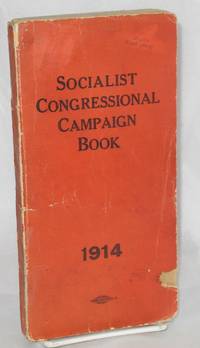 SOCIALIST
CONGRESSIONAL
CAMPAIGN
BOOK
1914